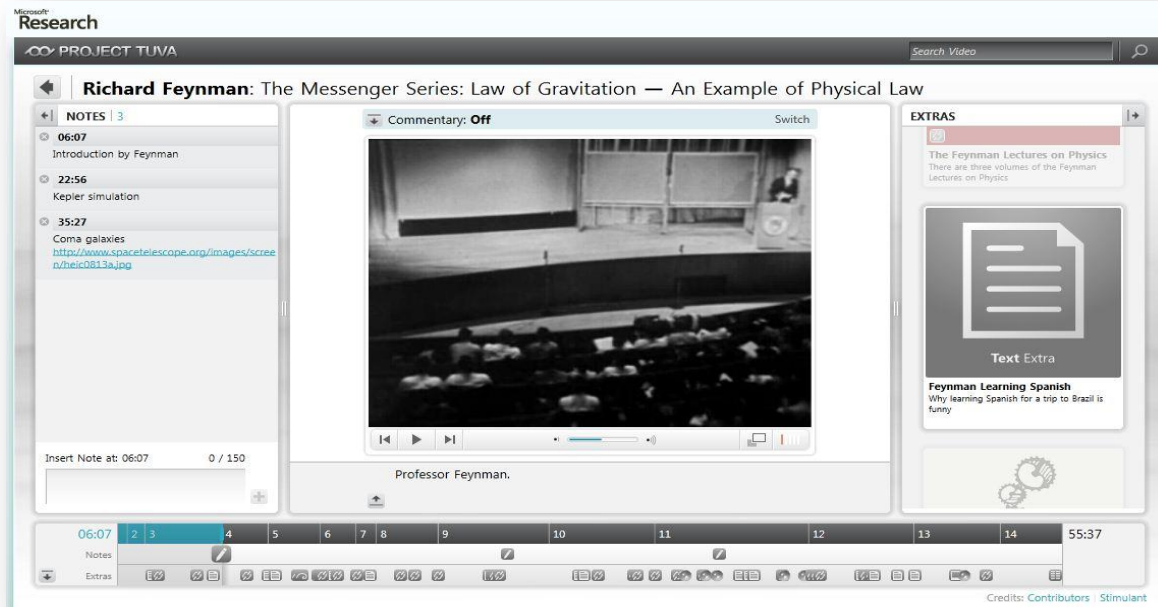 Microsoft
Research
PROJECT TUVA
Search Video
Richard Feynman: The Messenger Series: Law of Gravitation — An Example of Physical Law
NOTES | 3
06:07
Introduction by Feynman
22:56
Kepler simulation
35:27
Coma galaxies
http://www.spacetelescope.org/images/scree
n/heic0813a.jpg
Insert Note at: 06:07 0 / 150
Commentary: Off Switch
Professor Feynman.
EXTRAS
The Feynman Lectures on Physics
There are three volumes of the Feynman
Lectures on Physics
Text Extra
Feynman Learning Spanish
Why learning Spanish for a trip to Brazil is
funny
06:07 2 3 4 5 6 7 8 9 10 11 12 13 14 55:37
Notes
Extras
Credits: Contributors | Stimulant